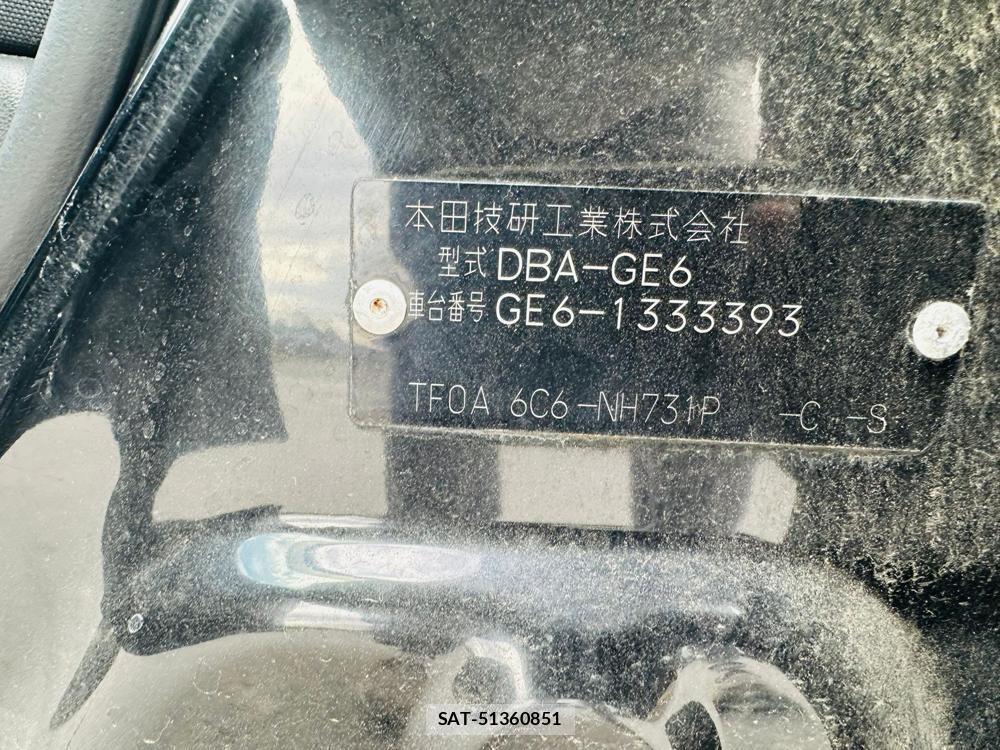 本田技研工業株式会社
型式 DBA-GE6
車台番号 GE6-1333393
TF0A 6C6-NH731P -C -S
SAT-51360851